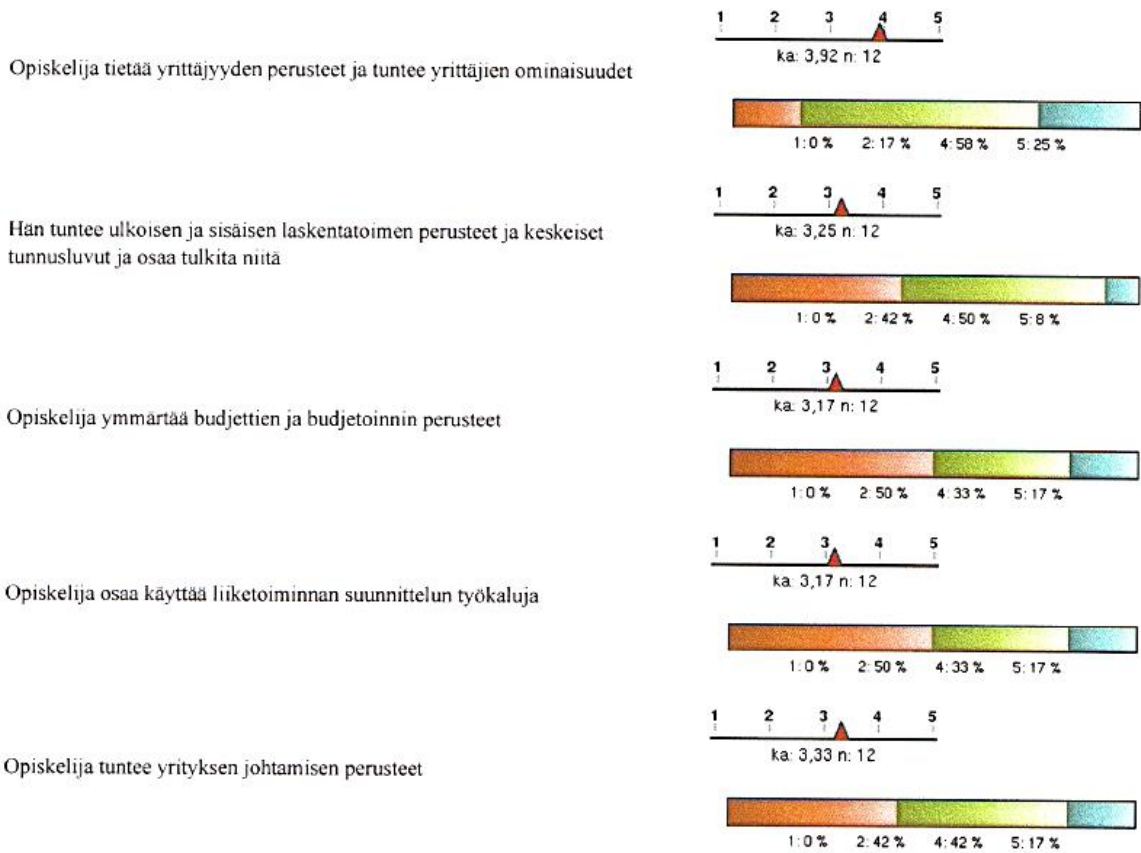 1 2 3 4 5
Opiskelija tietää yrittäjyyden perusteet ja tuntee yrittäjien ominaisuudet
ka: 3,92 n: 12
1: 0 % 2: 17 % 4: 58 % 5: 25 %
1 2 3 4 5
Hän tuntee ulkoisen ja sisäisen laskentatoimen perusteet ja keskeiset
tunnusluvut ja osaa tulkita niitä
ka: 3,25 n: 12
1: 0 % 2: 42 % 4: 50 % 5: 8 %
1 2 3 4 5
Opiskelija ymmärtää budjettien ja budjetoinnin perusteet
ka: 3,17 n: 12
1: 0 % 2: 50 % 4: 33 % 5: 17 %
1 2 3 4 5
Opiskelija osaa käyttää liiketoiminnan suunnittelun työkaluja
ka: 3,17 n: 12
1: 0 % 2: 50 % 4: 33 % 5: 17 %
1 2 3 4 5
Opiskelija tuntee yrityksen johtamisen perusteet
ka: 3,33 n: 12
1: 0 % 2: 42 % 4: 42 % 5: 17 %